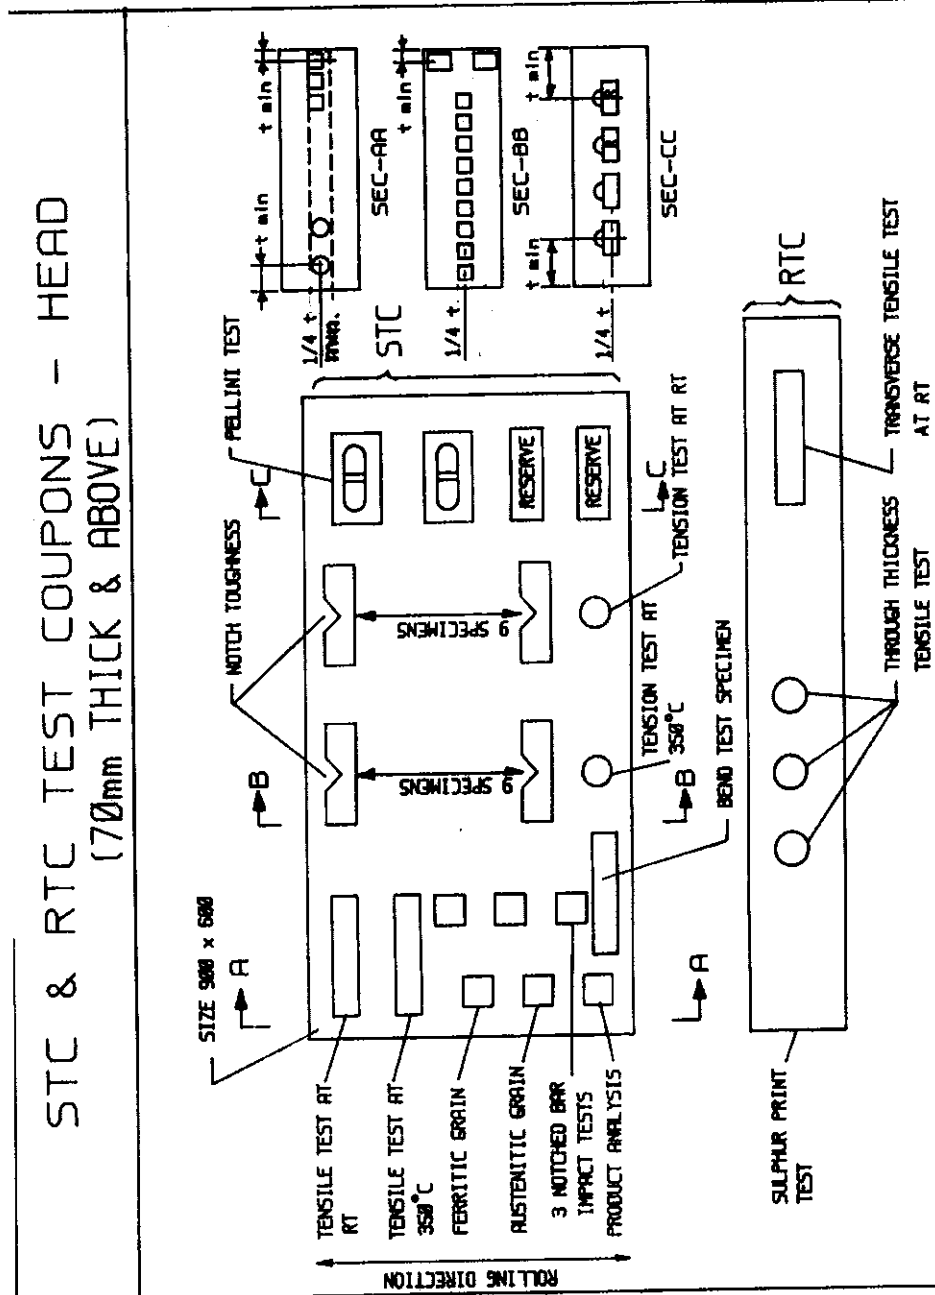 STC & RTC TEST COUPONS - HEAD
(70mm THICK & ABOVE)
SIZE 900 x 600
A
B
C
NOTCH TOUGHNESS
PELLINI TEST
TENSILE TEST AT
RT
TENSILE TEST AT
350°C
FERRITIC GRAIN
AUSTENITIC GRAIN
3 NOTCHED BAR
IMPACT TESTS
PRODUCT ANALYSIS
ROLLING DIRECTION
9 SPECIMENS
9 SPECIMENS
RESERVE
RESERVE
A
B
C
TENSION TEST AT
350°C
TENSION TEST AT RT
BEND TEST SPECIMEN
STC
t min
t min
1/4 t
SEC-AA
t min
1/4 t
SEC-BB
t min
t min
R
1/4 t
SEC-CC
RTC
SULPHUR PRINT
TEST
THROUGH THICKNESS
TENSILE TEST
TRANSVERSE TENSILE TEST
AT RT